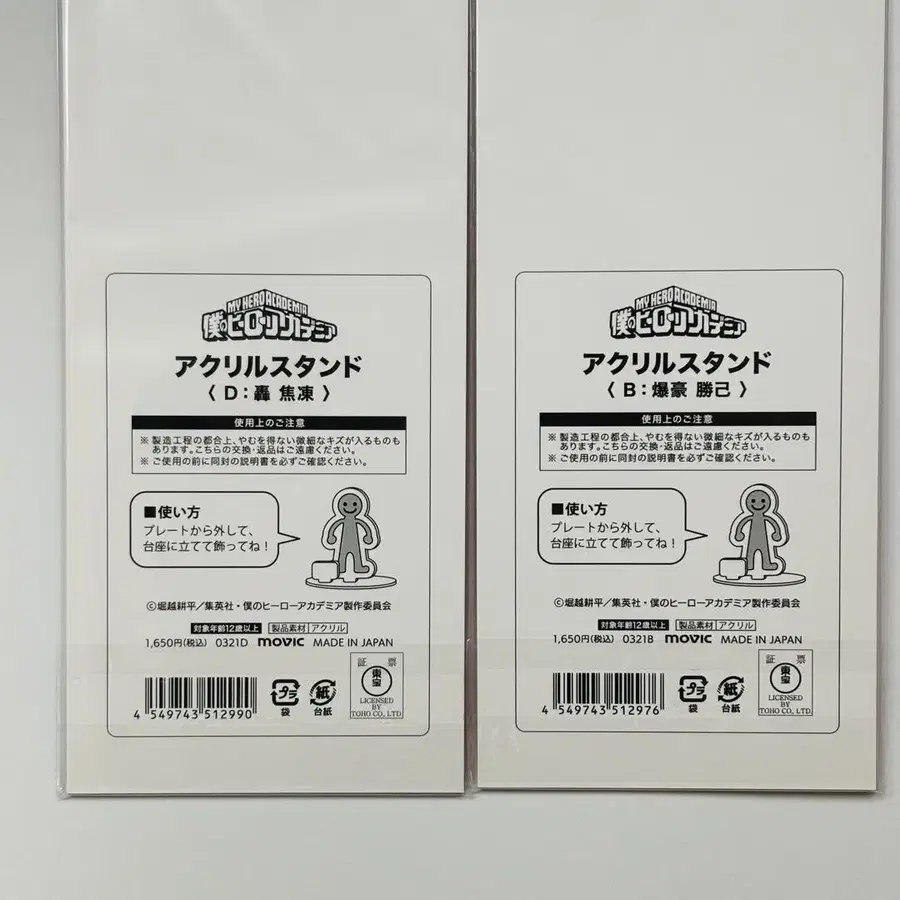 MY HERO ACADEMIA
僕のヒーローアカデミア
アクリルスタンド
〈 D：轟 焦凍 〉
使用上のご注意
※ 製造工程の都合上、やむを得ない微細なキズが入るものも
あります。こちらの交換・返品はご遠慮ください。
※ ご使用の前に同封の説明書を必ずご確認ください。
■使い方
プレートから外して、
台座に立てて飾ってね！
©堀越耕平／集英社・僕のヒーローアカデミア製作委員会
対象年齢12歳以上 製品素材 アクリル
1,650円(税込) 0321D movic MADE IN JAPAN
4 549743 512990
プラ
袋
紙
台紙
証 票
東宝
LICENSED
BY
TOHO CO., LTD.
MY HERO ACADEMIA
僕のヒーローアカデミア
アクリルスタンド
〈 B：爆豪 勝己 〉
使用上のご注意
※ 製造工程の都合上、やむを得ない微細なキズが入るものも
あります。こちらの交換・返品はご遠慮ください。
※ ご使用の前に同封の説明書を必ずご確認ください。
■使い方
プレートから外して、
台座に立てて飾ってね！
©堀越耕平／集英社・僕のヒーローアカデミア製作委員会
対象年齢12歳以上 製品素材 アクリル
1,650円(税込) 0321B movic MADE IN JAPAN
4 549743 512976
プラ
袋
紙
台紙
証 票
東宝
LICENSED
BY
TOHO CO., LTD.